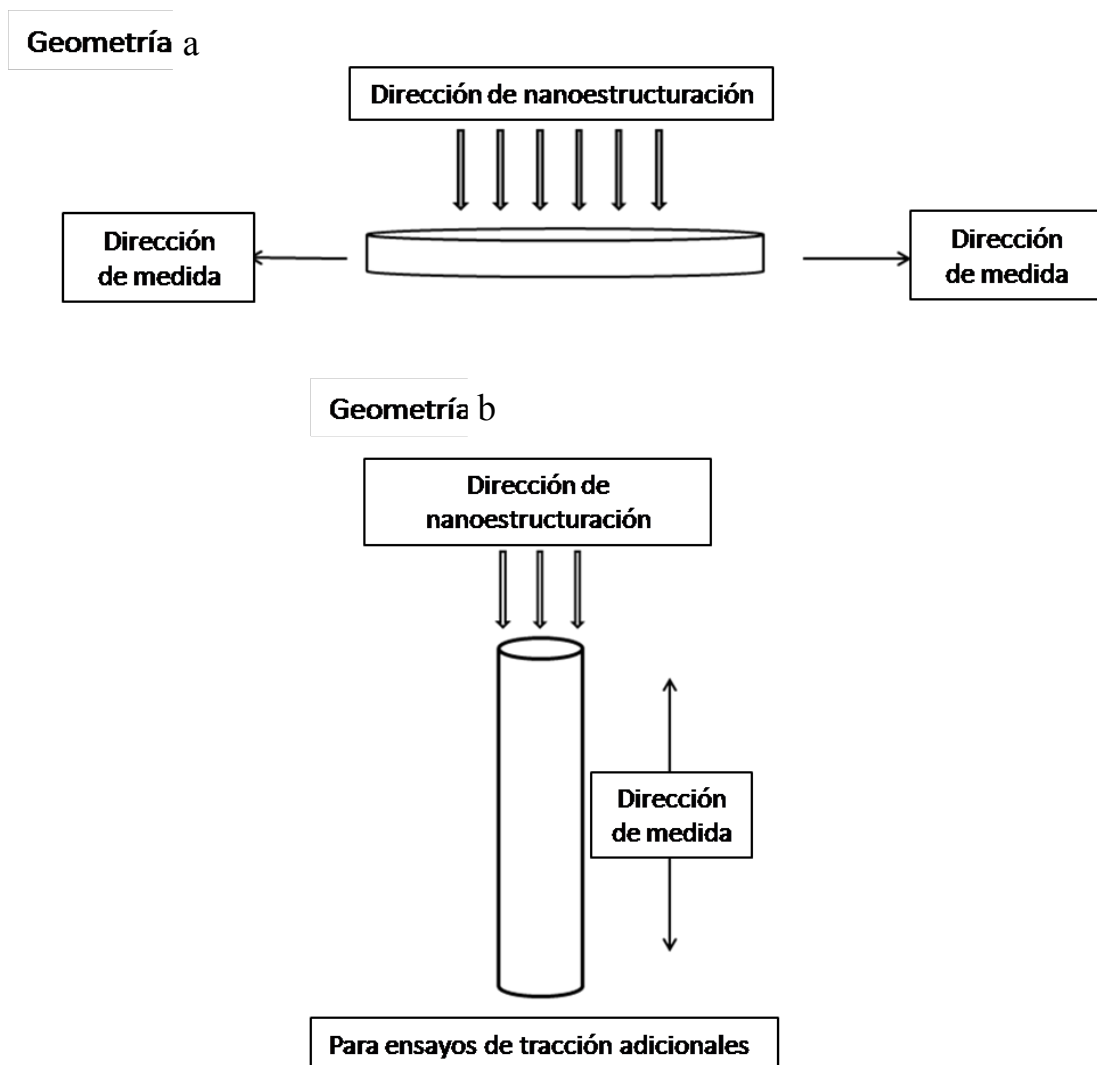 Geometría a
Dirección de nanoestructuración
Dirección
de medida
Dirección
de medida
Geometría b
Dirección de
nanoestructuración
Dirección
de medida
Para ensayos de tracción adicionales